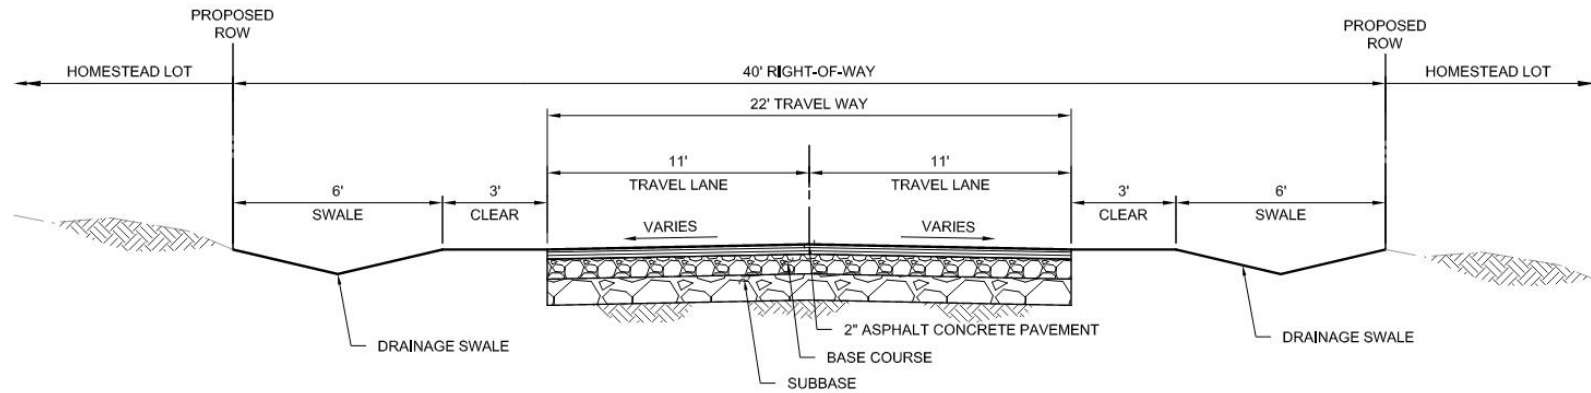 PROPOSED
ROW
PROPOSED
ROW
HOMESTEAD LOT
40' RIGHT-OF-WAY
HOMESTEAD LOT
22' TRAVEL WAY
11'
TRAVEL LANE
11'
TRAVEL LANE
6'
SWALE
3'
CLEAR
3'
CLEAR
6'
SWALE
VARIES
VARIES
2" ASPHALT CONCRETE PAVEMENT
DRAINAGE SWALE
DRAINAGE SWALE
BASE COURSE
SUBBASE